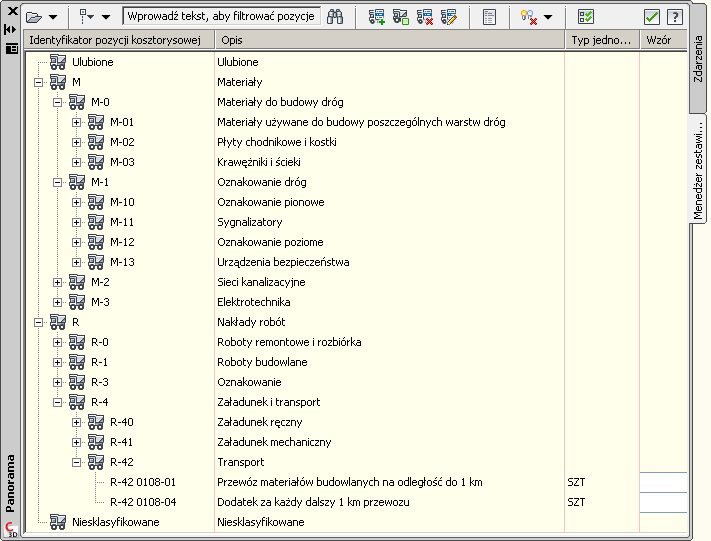 Wprowadź tekst, aby filtrować pozycje
Identyfikator pozycji kosztorysowej Opis Typ jedno... Wzór
Ulubione Ulubione
M Materiały
M-0 Materiały do budowy dróg
M-01 Materiały używane do budowy poszczególnych warstw dróg
M-02 Płyty chodnikowe i kostki
M-03 Krawężniki i ścieki
M-1 Oznakowanie dróg
M-10 Oznakowanie pionowe
M-11 Sygnalizatory
M-12 Oznakowanie poziome
M-13 Urządzenia bezpieczeństwa
M-2 Sieci kanalizacyjne
M-3 Elektrotechnika
R Nakłady robót
R-0 Roboty remontowe i rozbiórka
R-1 Roboty budowlane
R-3 Oznakowanie
R-4 Załadunek i transport
R-40 Załadunek ręczny
R-41 Załadunek mechaniczny
R-42 Transport
R-42 0108-01 Przewóz materiałów budowlanych na odległość do 1 km SZT
R-42 0108-04 Dodatek za każdy dalszy 1 km przewozu SZT
Niesklasyfikowane Niesklasyfikowane
Zdarzenia
Menedżer zestawi...
Panorama
C 3D